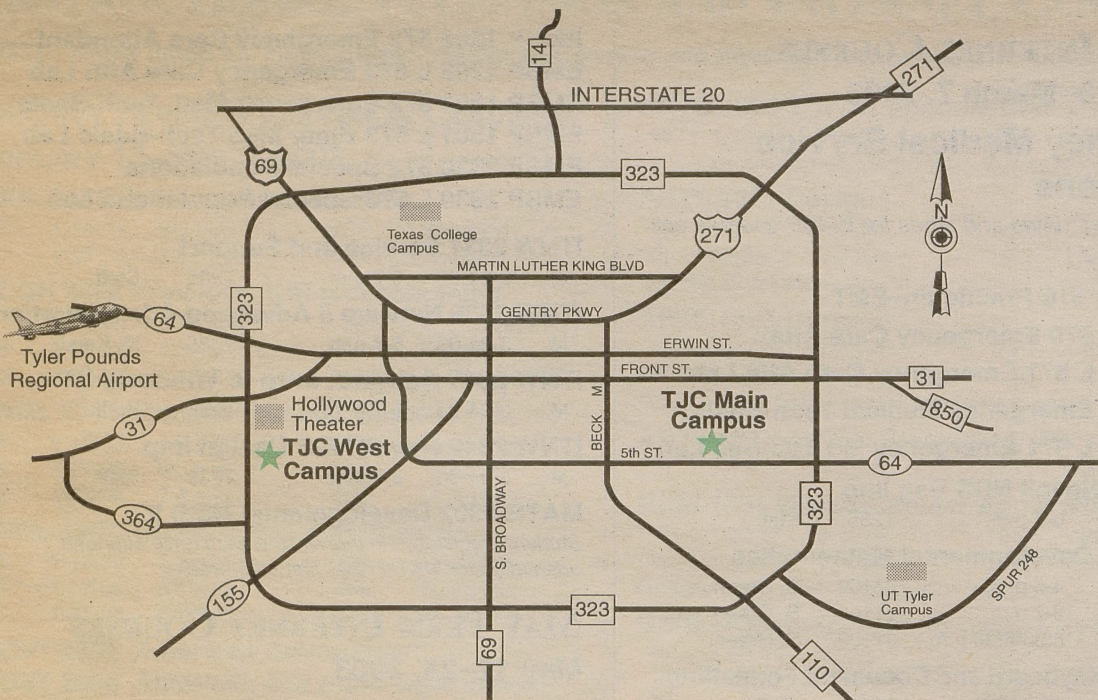 14
271
INTERSTATE 20
69
323
N
Texas College
Campus
271
MARTIN LUTHER KING BLVD
323
64
GENTRY PKWY
Tyler Pounds
Regional Airport
ERWIN ST.
FRONT ST.
31
850
Hollywood
Theater
31
TJC West
Campus
BECK
M
TJC Main
Campus
5th ST.
64
364
S. BROADWAY
323
155
323
UT Tyler
Campus
SPUR 248
69
110